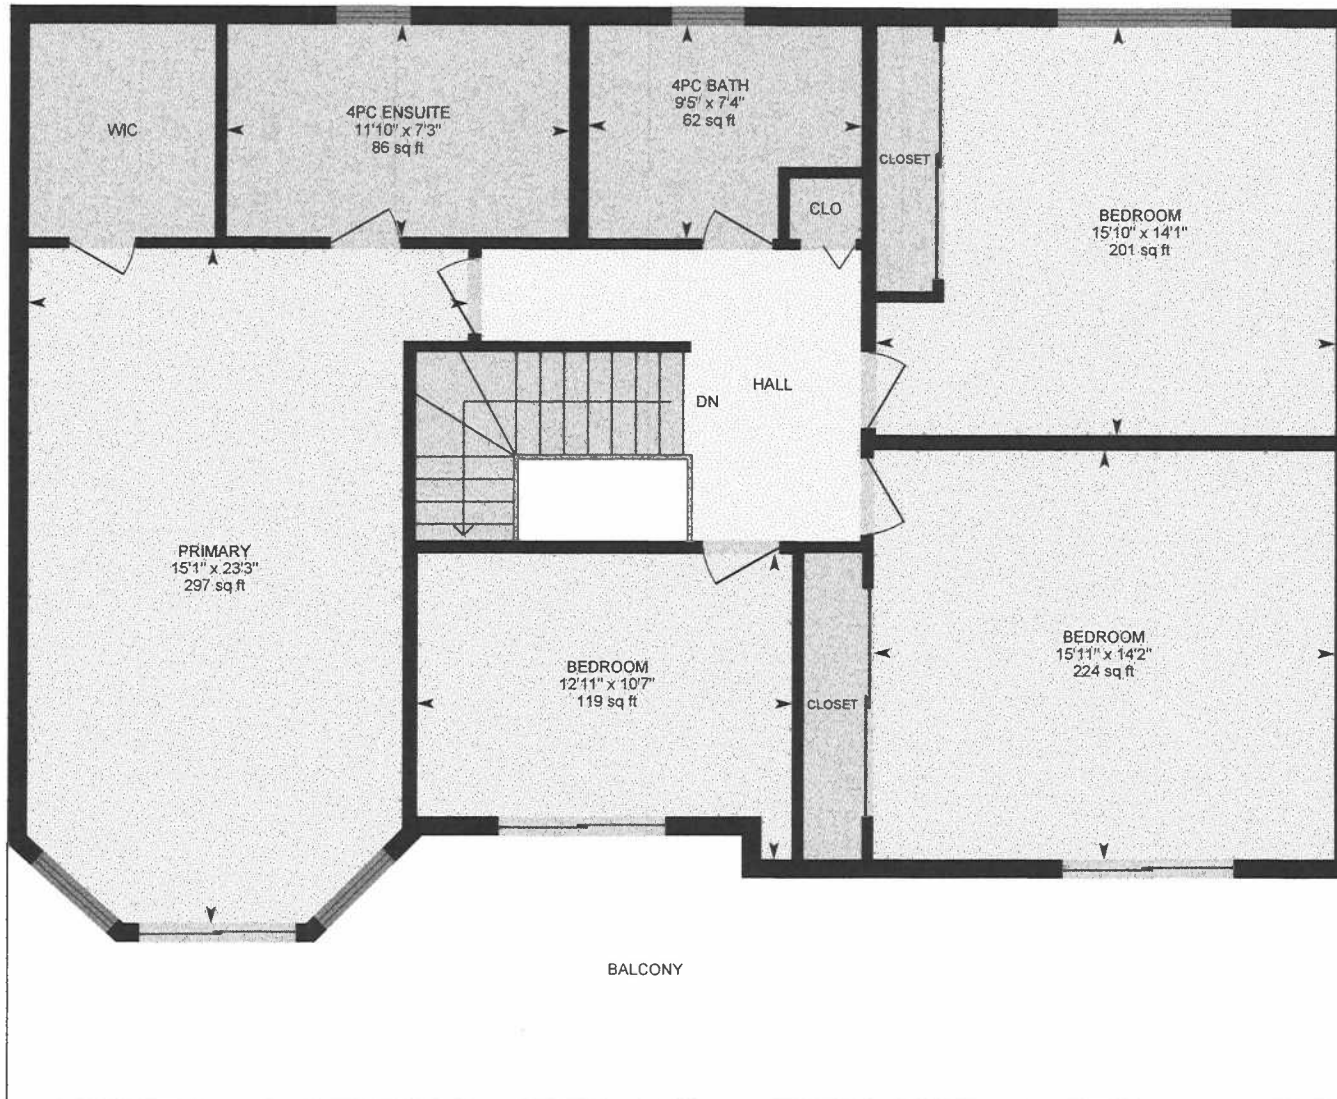 WIC
4PC ENSUITE
11'10" x 7'3"
86 sq ft
4PC BATH
9'5" x 7'4"
62 sq ft
CLO
CLOSET
BEDROOM
15'10" x 14'1"
201 sq ft
HALL
DN
PRIMARY
15'1" x 23'3"
297 sq ft
BEDROOM
12'11" x 10'7"
119 sq ft
CLOSET
BEDROOM
15'11" x 14'2"
224 sq ft
BALCONY